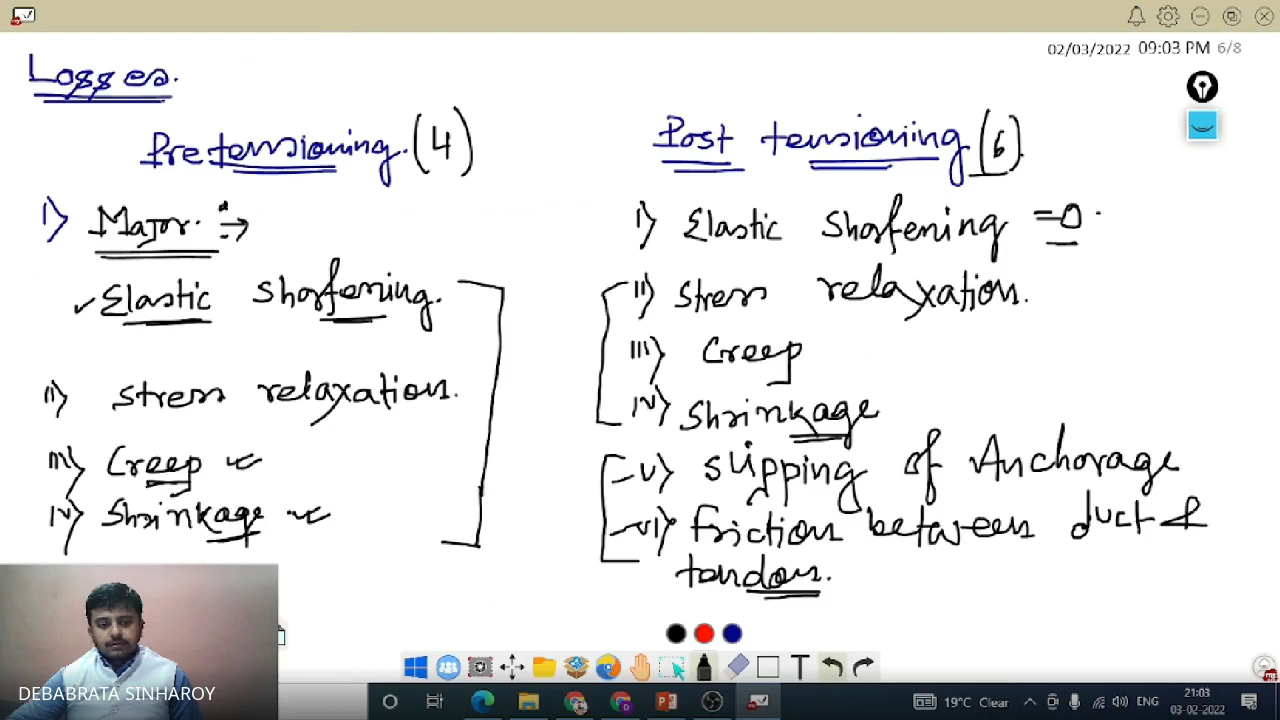 02/03/2022 09:03 PM 6/8
Losses.
Pretensioning. (4)
i) Major. :→
Elastic Shortening.
ii) Stress relaxation.
iii) Creep
iv) Shrinkage
Post tensioniing (6).
i) Elastic Shortening = 0.
ii) Stress relaxation.
iii) Creep
iv) Shrinkage
v) slipping of Anchorage
vi) friction between duct &
tendon.
DEBABRATA SINHAROY
19°C Clear
ENG
21:03
03-02-2022